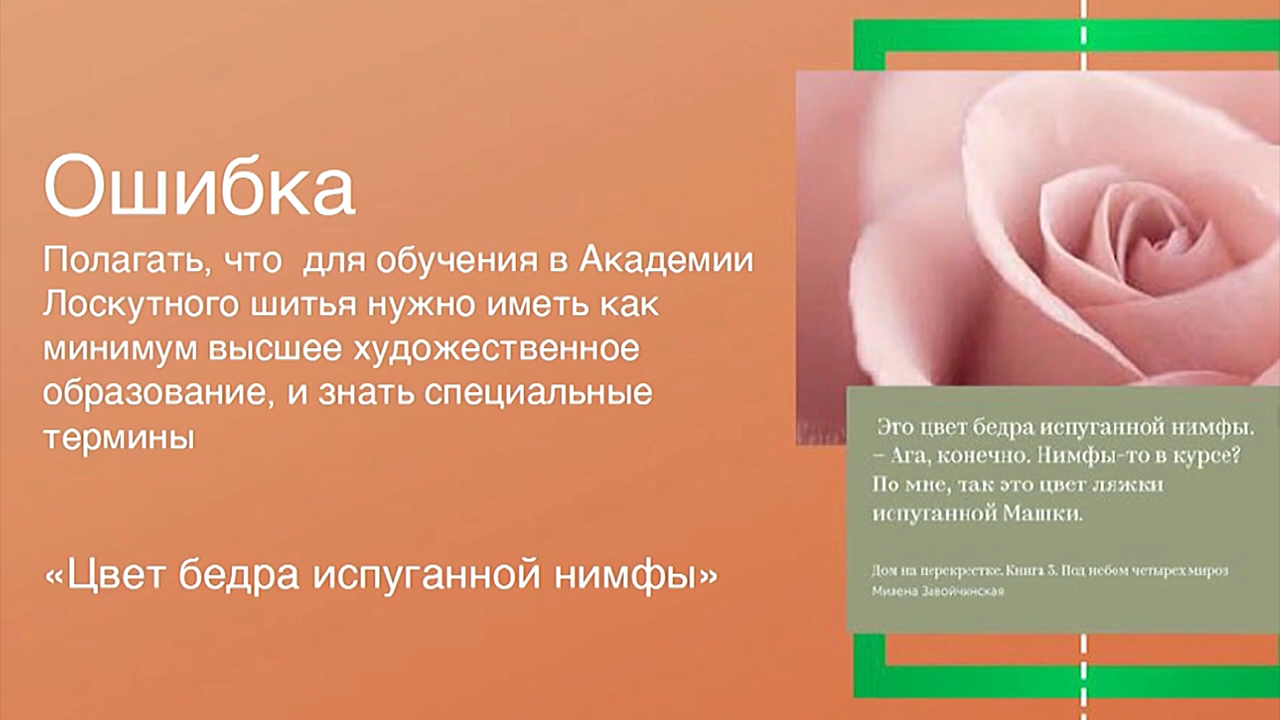 Ошибка
Полагать, что для обучения в Академии
Лоскутного шитья нужно иметь как
минимум высшее художественное
образование, и знать специальные
термины
«Цвет бедра испуганной нимфы»
Это цвет бедра испуганной нимфы.
– Ага, конечно. Нимфы-то в курсе?
По мне, так это цвет ляжки
испуганной Машки.
Дом на перекрестке. Книга 3. Под небом четырех миров
Милена Завойчинская